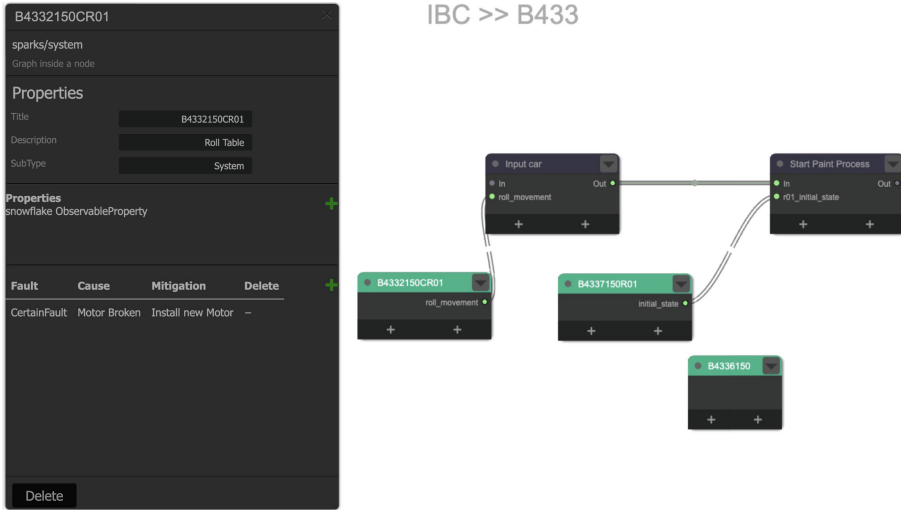 B4332150CR01
sparks/system
Graph inside a node
Properties
Title B4332150CR01
Description Roll Table
SubType System
Properties
snowflake ObservableProperty
Fault Cause Mitigation Delete
CertainFault Motor Broken Install new Motor –
Delete
IBC >> B433
Input car
In Out
roll_movement
Start Paint Process
In Out
r01_initial_state
B4332150CR01
roll_movement
B4337150R01
initial_state
B4336150